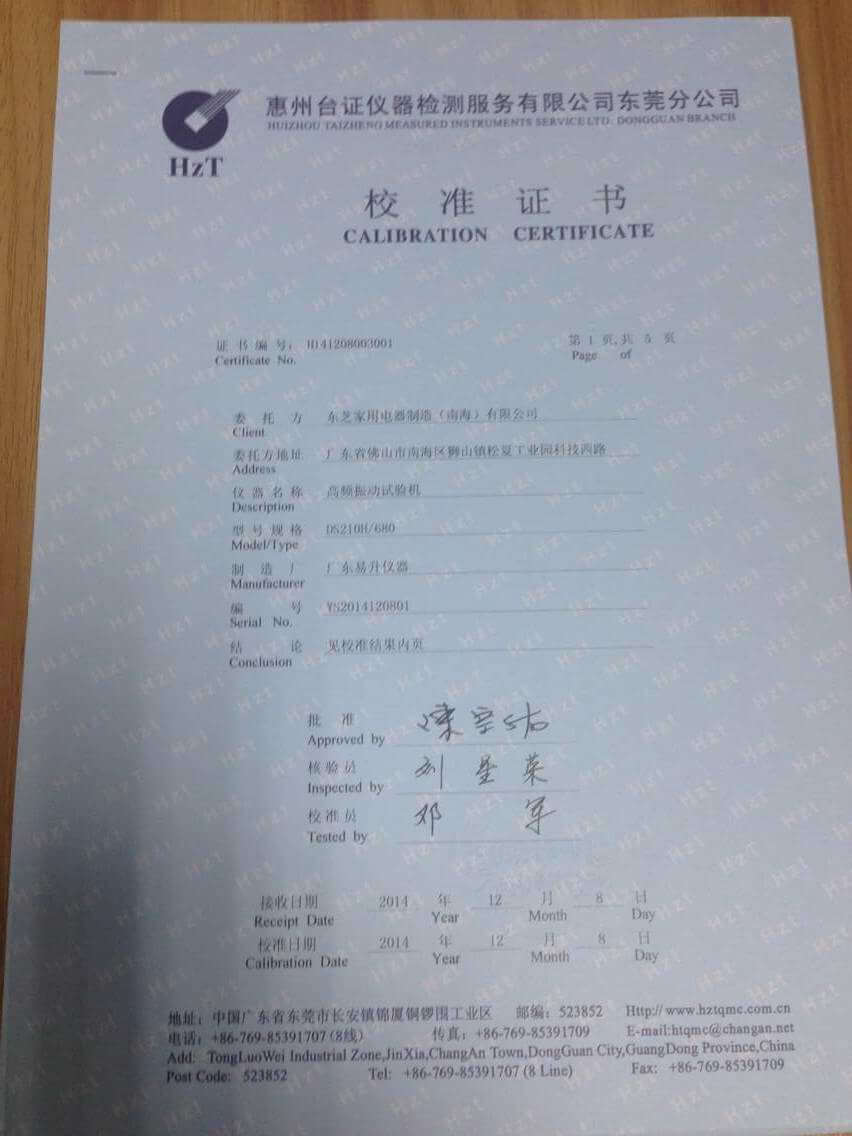 惠州台证仪器检测服务有限公司东莞分公司
HUIZHOU TAIZHENG MEASURED INSTRUMENTS SERVICE LTD. DONGGUAN BRANCH
HzT
校准证书
CALIBRATION CERTIFICATE
证书编号: HJ41208003001 第 1 页,共 5 页
Certificate No. Page of
委托方 东芝家用电器制造(南海)有限公司
Client
委托方地址 广东省佛山市南海区狮山镇松夏工业园科技西路
Address
仪器名称 高频振动试验机
Description
型号规格 DS210H/680
Model/Type
制造厂 广东易升仪器
Manufacturer
编号 YS2014120801
Serial No.
结论 见校准结果内页
Conclusion
批准
Approved by
核验员 刘星荣
Inspected by
校准员 邓军
Tested by
接收日期 2014 年 12 月 8 日
Receipt Date Year Month Day
校准日期 2014 年 12 月 8 日
Calibration Date Year Month Day
地址: 中国广东省东莞市长安镇锦厦铜锣围工业区 邮编: 523852 Http://www.hztqmc.com.cn
电话: +86-769-85391707 (8线) 传真: +86-769-85391709 E-mail:htqmc@changan.net
Add: TongLuoWei Industrial Zone,JinXia,ChangAn Town,DongGuan City,GuangDong Province,China
Post Code: 523852 Tel: +86-769-85391707 (8 Line) Fax: +86-769-85391709